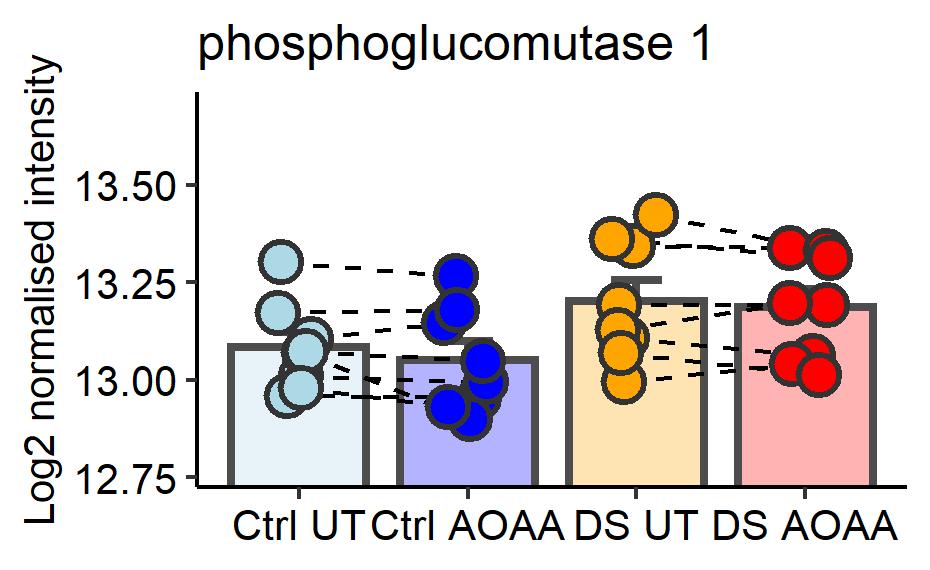 phosphoglucomutase 1
Log2 normalised intensity
13.50
13.25
13.00
12.75
Ctrl UT Ctrl AOAA DS UT DS AOAA